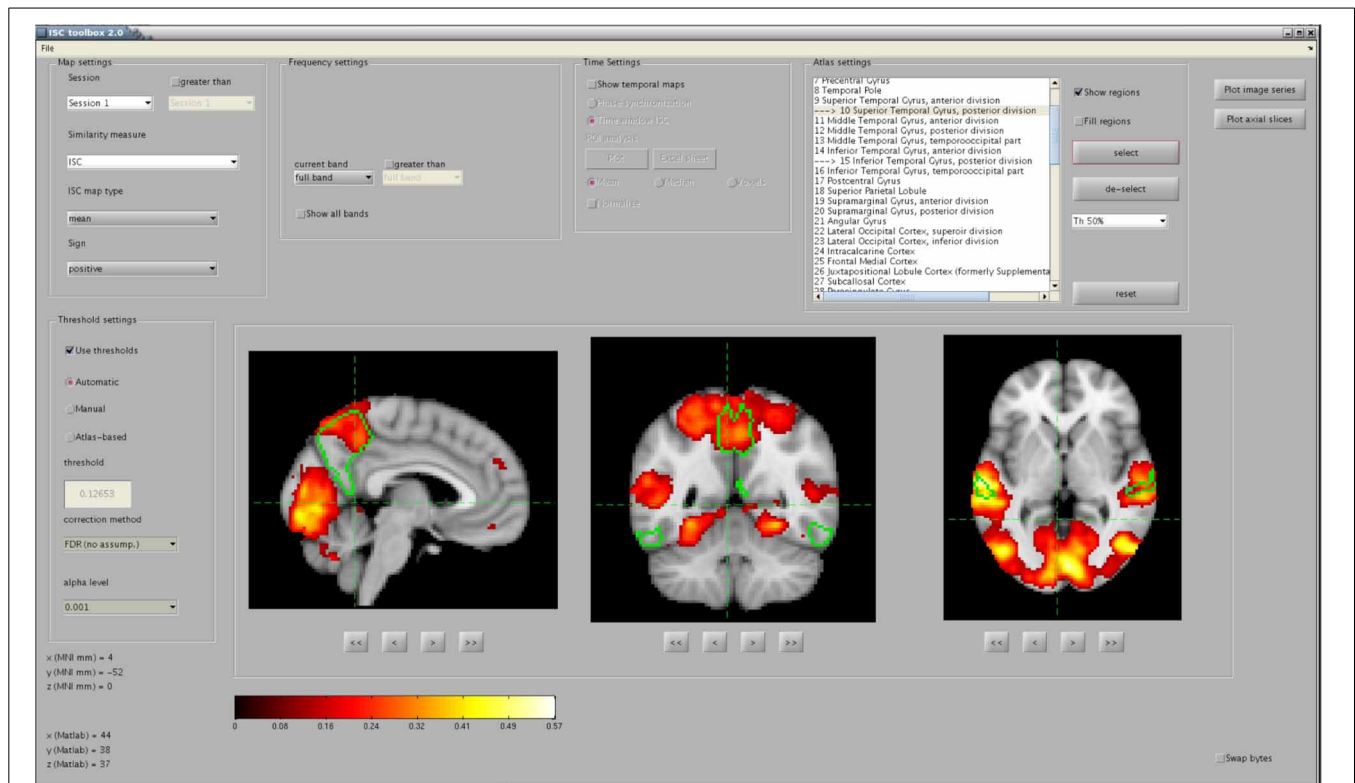 ISC toolbox 2.0
File
Map settings
Session
greater than
Session 1
Session 1
Similarity measure
ISC
ISC map type
mean
Sign
positive
Frequency settings
current band
greater than
full band
full band
Show all bands
Time Settings
Show temporal maps
Phase synchronization
Time window ISC
ROI analysis
Plot
Excel sheet
Mean
Median
Voxels
Normalize
Atlas settings
7 Precentral Gyrus
8 Temporal Pole
9 Superior Temporal Gyrus, anterior division
---> 10 Superior Temporal Gyrus, posterior division
11 Middle Temporal Gyrus, anterior division
12 Middle Temporal Gyrus, posterior division
13 Middle Temporal Gyrus, temporooccipital part
14 Inferior Temporal Gyrus, anterior division
---> 15 Inferior Temporal Gyrus, posterior division
16 Inferior Temporal Gyrus, temporooccipital part
17 Postcentral Gyrus
18 Superior Parietal Lobule
19 Supramarginal Gyrus, anterior division
20 Supramarginal Gyrus, posterior division
21 Angular Gyrus
22 Lateral Occipital Cortex, superoir division
23 Lateral Occipital Cortex, inferior division
24 Intracalcarine Cortex
25 Frontal Medial Cortex
26 Juxtapositional Lobule Cortex (formerly Supplementa
27 Subcallosal Cortex
28 Paracingulate Gyrus
Show regions
Fill regions
select
de-select
Th 50%
reset
Plot image series
Plot axial slices
Threshold settings
Use thresholds
Automatic
Manual
Atlas-based
threshold
0.12653
correction method
FDR (no assump.)
alpha level
0.001
<< < > >>
<< < > >>
<< < > >>
x (MNI mm) = 4
y (MNI mm) = -52
z (MNI mm) = 0
0 0.08 0.16 0.24 0.32 0.41 0.49 0.57
x (Matlab) = 44
y (Matlab) = 38
z (Matlab) = 37
Swap bytes